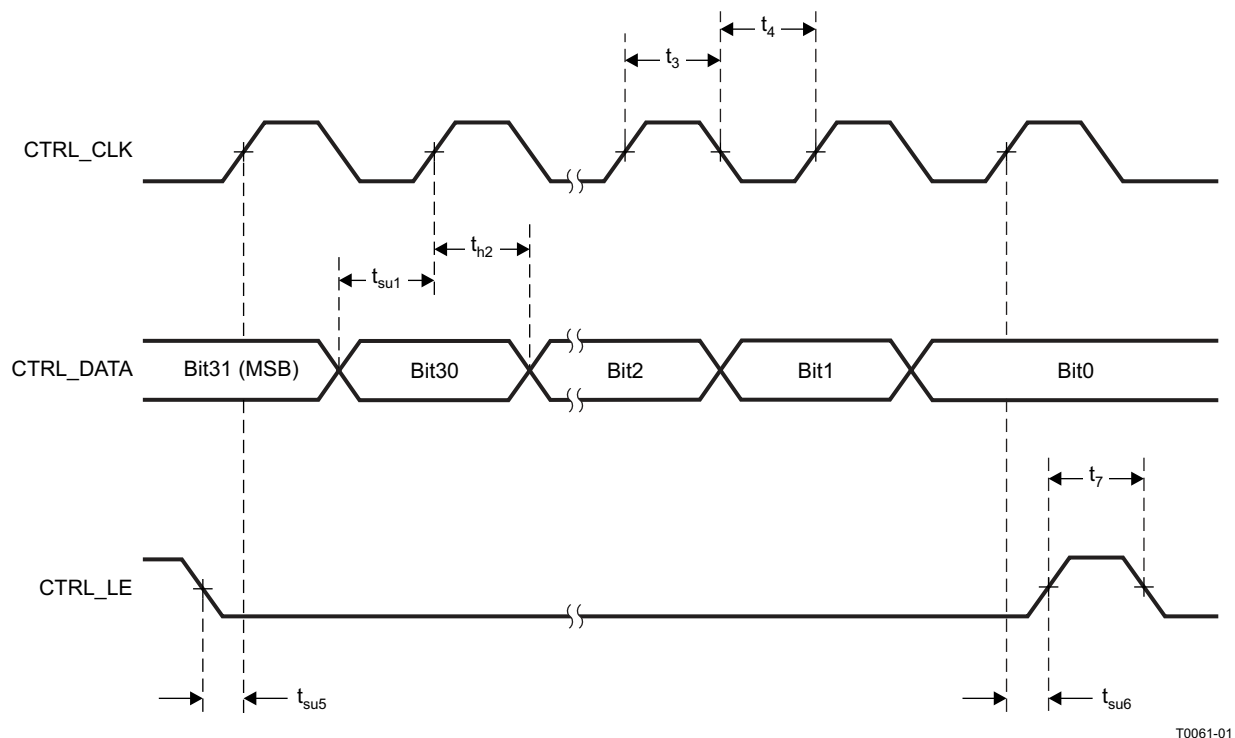 t4
t3
CTRL_CLK
th2
tsu1
CTRL_DATA
Bit31 (MSB)
Bit30
Bit2
Bit1
Bit0
t7
CTRL_LE
tsu5
tsu6
T0061-01